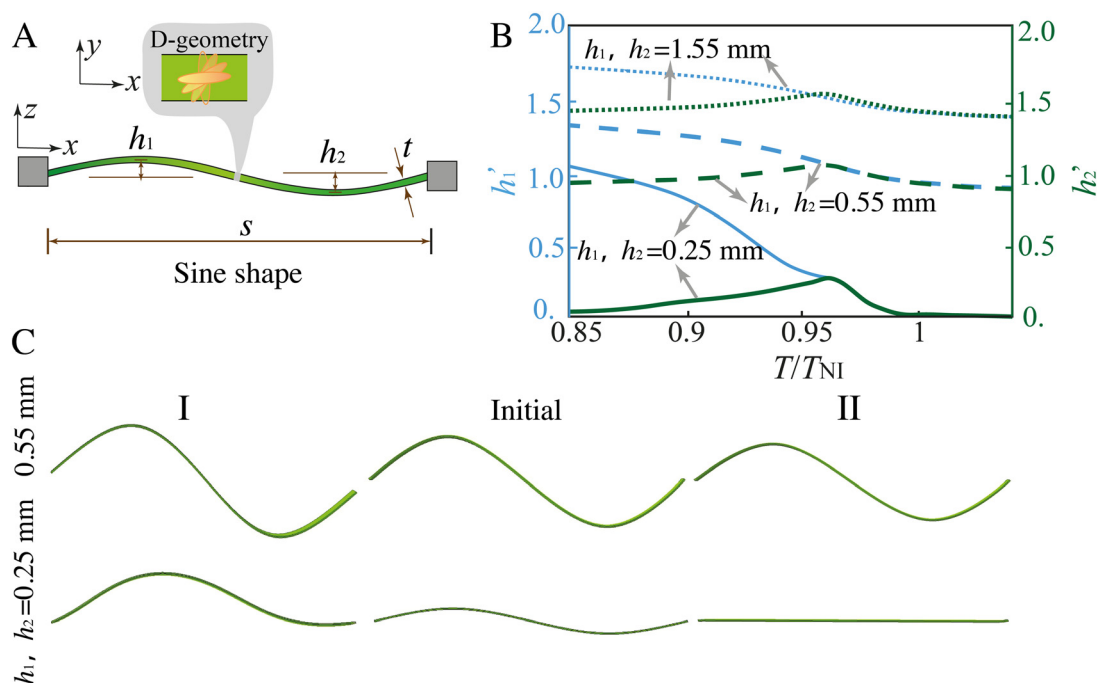 A
D-geometry
y
x
z
x
h₁
h₂
t
s
Sine shape
B
2.0
1.5
1.0
0.5
0.
h₁'
h₁, h₂=1.55 mm
h₁, h₂=0.55 mm
h₁, h₂=0.25 mm
2.0
1.5
1.0
0.5
0.
h₂'
0.85
0.9
0.95
1
T/TNI
C
I
Initial
II
0.55 mm
h₁, h₂=0.25 mm